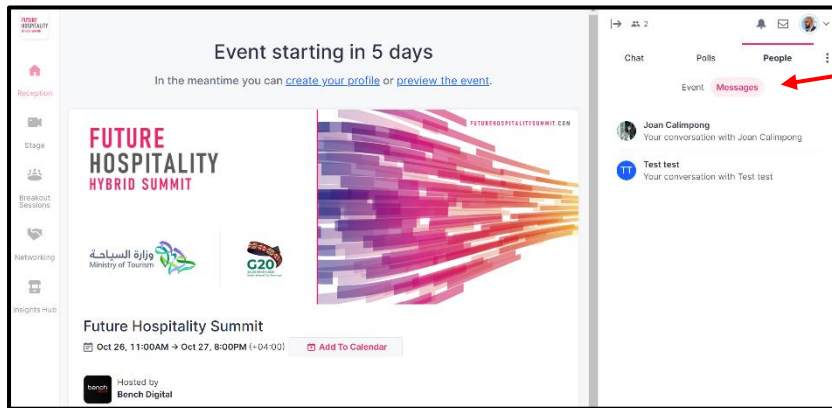 FUTURE
HOSPITALITY
HYBRID SUMMIT
Reception
Stage
Breakout
Sessions
Networking
Insights Hub
Event starting in 5 days
In the meantime you can create your profile or preview the event.
FUTURE
HOSPITALITY
HYBRID SUMMIT
FUTUREHOSPITALITYSUMMIT.COM
وزارة السياحة
Ministry of Tourism
G20
Future Hospitality Summit
Oct 26, 11:00AM → Oct 27, 8:00PM (+04:00)
Add To Calendar
bench
Hosted by
Bench Digital
2
Chat
Polls
People
Event
Messages
Joan Calimpong
Your conversation with Joan Calimpong
TT
Test test
Your conversation with Test test